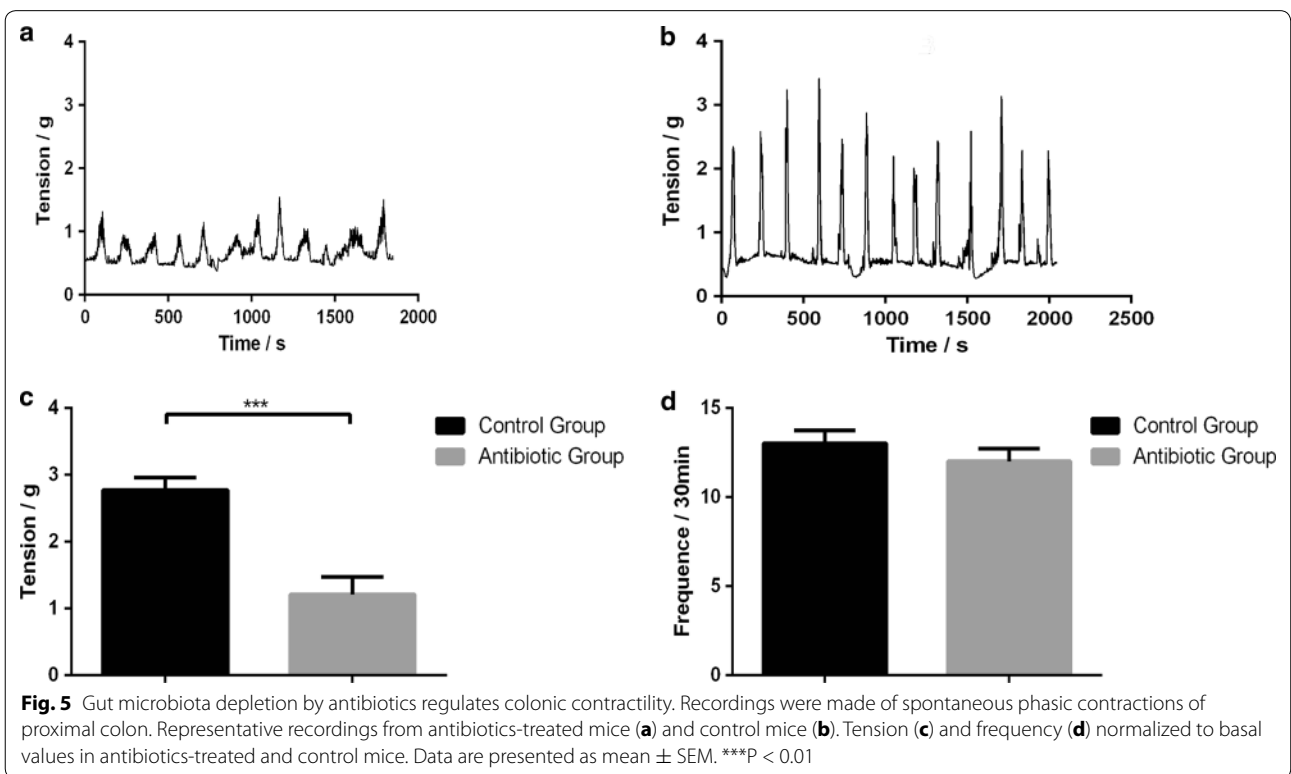 a
4
3
2
1
0
Tension / g
0 500 1000 1500 2000
Time / s
b
4
3
2
1
0
Tension / g
0 500 1000 1500 2000 2500
Time / s
c
4
3
2
1
0
Tension / g
***
Control Group
Antibiotic Group
d
15
10
5
0
Frequence / 30min
Control Group
Antibiotic Group
Fig. 5 Gut microbiota depletion by antibiotics regulates colonic contractility. Recordings were made of spontaneous phasic contractions of
proximal colon. Representative recordings from antibiotics-treated mice (a) and control mice (b). Tension (c) and frequency (d) normalized to basal
values in antibiotics-treated and control mice. Data are presented as mean ± SEM. ***P < 0.01